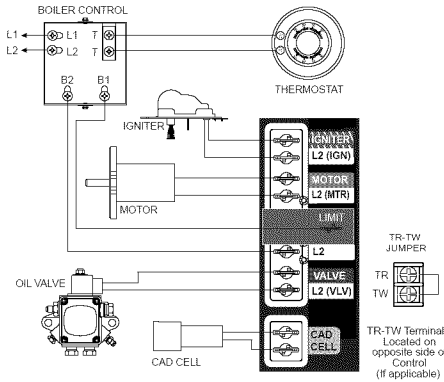 BOILER CONTROL
L1 L1 T
L2 L2 T
B2 B1
THERMOSTAT
IGNITER
IGNITER
L2 (IGN)
MOTOR
L2 (MTR)
MOTOR
LIMIT
L2
OIL VALVE
VALVE
L2 (VLV)
CAD
CELL
CAD CELL
TR-TW
JUMPER
TR
TW
TR-TW Terminal
Located on
opposite side o
Control
(If applicable)